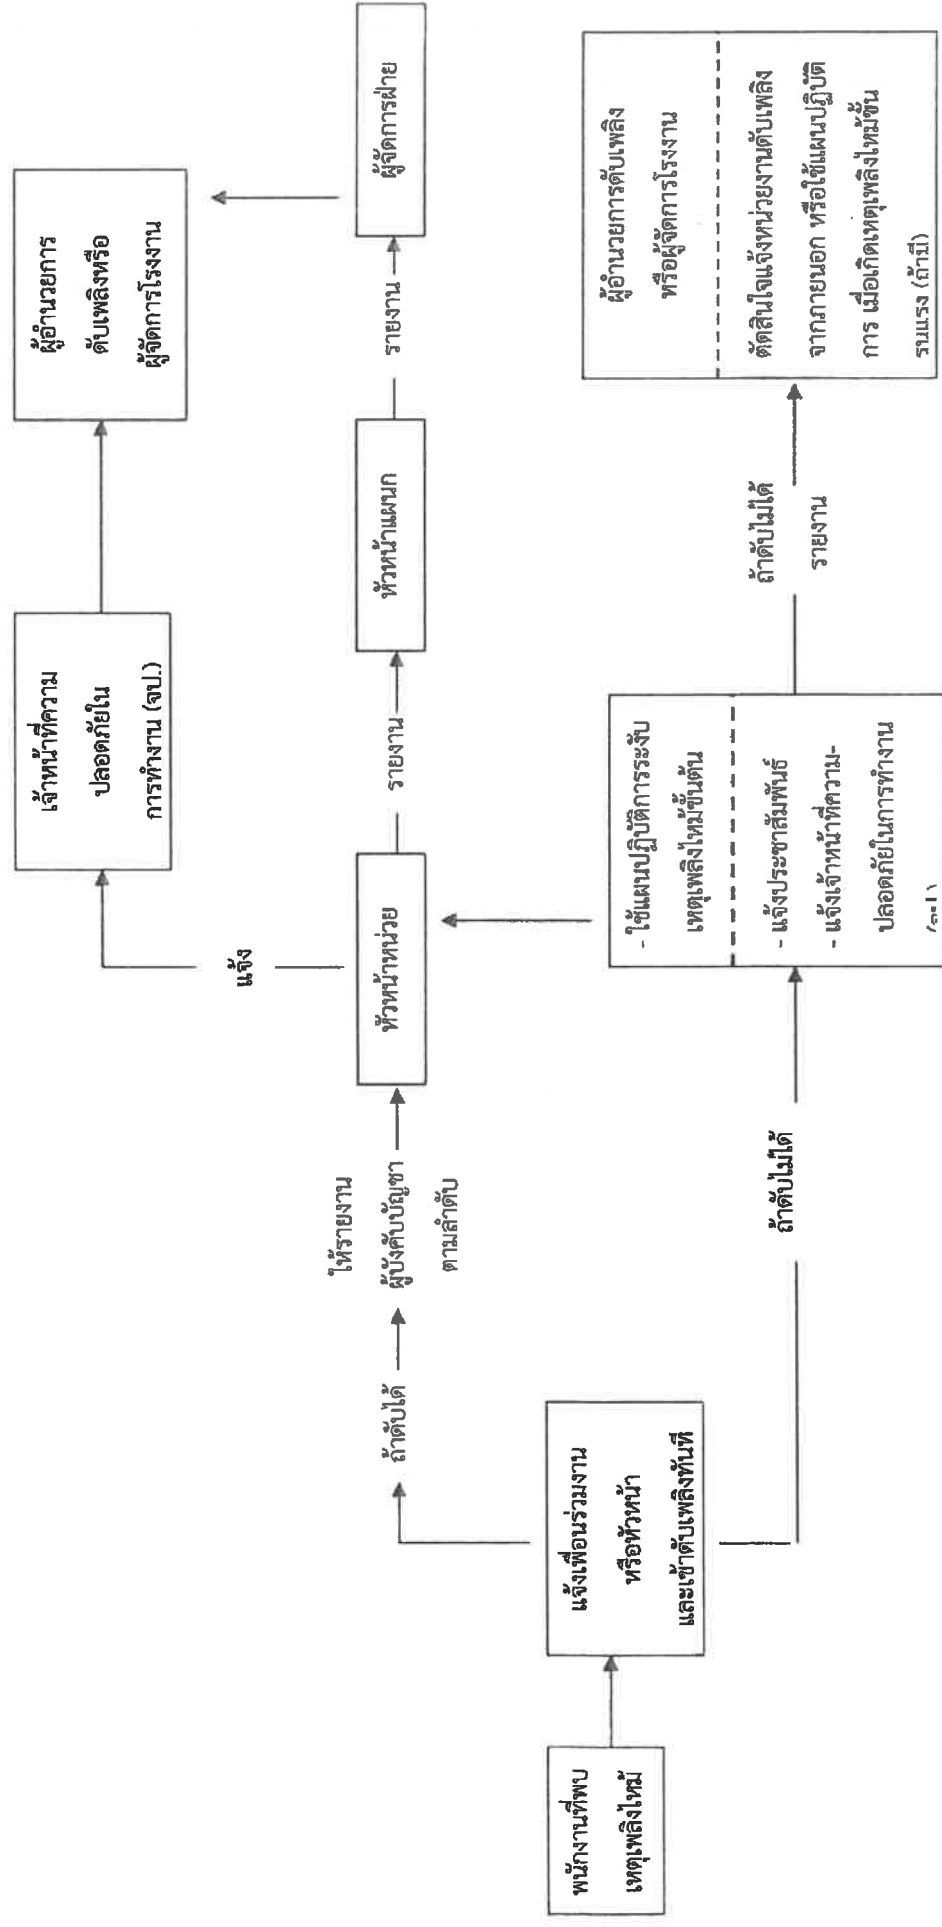 พนักงานที่พบ
เหตุเพลิงไหม้
แจ้งเพื่อนร่วมงาน
หรือหัวหน้า
และเข้าดับเพลิงทันที
ถ้าดับได้
ให้รายงาน
ผู้บังคับบัญชา
ตามลำดับ
หัวหน้าหน่วย
แจ้ง
เจ้าหน้าที่ความ
ปลอดภัยใน
การทำงาน (จป.)
ผู้อำนวยการ
ดับเพลิงหรือ
ผู้จัดการโรงงาน
รายงาน
หัวหน้าแผนก
รายงาน
ผู้จัดการฝ่าย
ถ้าดับไม่ได้
- ใช้แผนปฏิบัติการระงับ
เหตุเพลิงไหม้ขั้นต้น
- แจ้งประชาสัมพันธ์
- แจ้งเจ้าหน้าที่ความ-
ปลอดภัยในการทำงาน
(จป.)
ถ้าดับไม่ได้
รายงาน
ผู้อำนวยการดับเพลิง
หรือผู้จัดการโรงงาน
ตัดสินใจแจ้งหน่วยงานดับเพลิง
จากภายนอก หรือใช้แผนปฏิบัติ
การ เมื่อเกิดเหตุเพลิงไหม้ขั้น
รุนแรง (ถ้ามี)